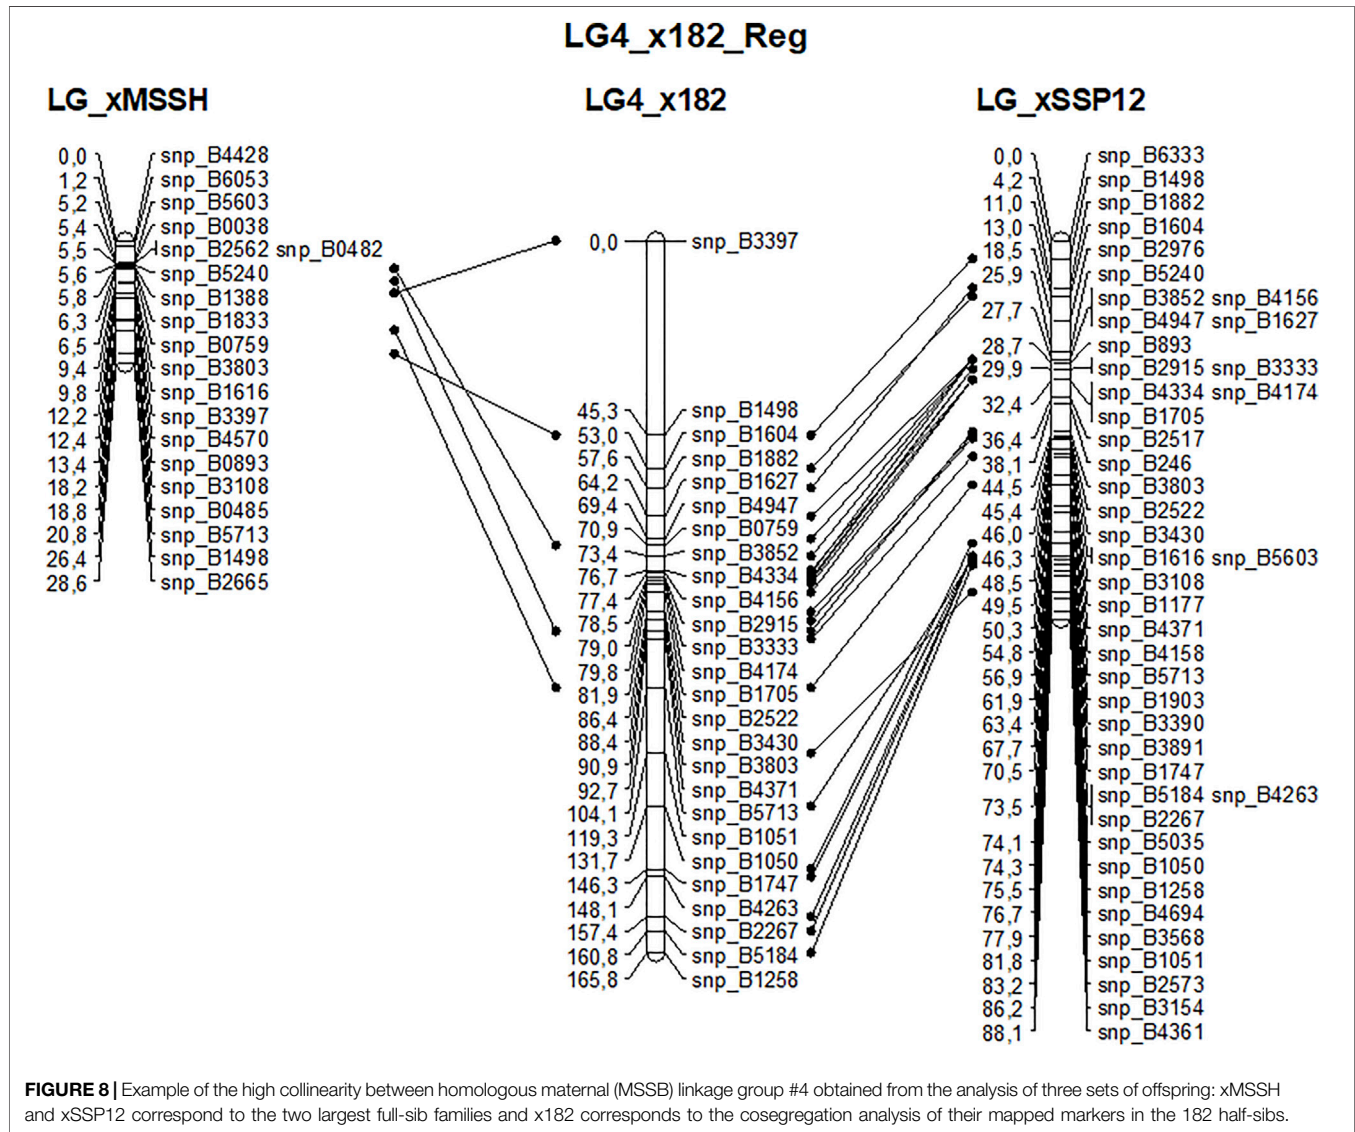 LG4_x182_Reg
LG_xMSSH
0,0 snp_B4428
1,2 snp_B6053
5,2 snp_B5603
5,4 snp_B0038
5,5 snp_B2562 snp_B0482
5,6 snp_B5240
5,8 snp_B1388
6,3 snp_B1833
6,5 snp_B0759
9,4 snp_B3803
9,8 snp_B1616
12,2 snp_B3397
12,4 snp_B4570
13,4 snp_B0893
18,2 snp_B3108
18,8 snp_B0485
20,8 snp_B5713
26,4 snp_B1498
28,6 snp_B2665
LG4_x182
0,0 snp_B3397
45,3 snp_B1498
53,0 snp_B1604
57,6 snp_B1882
64,2 snp_B1627
69,4 snp_B4947
70,9 snp_B0759
73,4 snp_B3852
76,7 snp_B4334
77,4 snp_B4156
78,5 snp_B2915
79,0 snp_B3333
79,8 snp_B4174
81,9 snp_B1705
86,4 snp_B2522
88,4 snp_B3430
90,9 snp_B3803
92,7 snp_B4371
104,1 snp_B5713
119,3 snp_B1051
131,7 snp_B1050
146,3 snp_B1747
148,1 snp_B4263
157,4 snp_B2267
160,8 snp_B5184
165,8 snp_B1258
LG_xSSP12
0,0 snp_B6333
4,2 snp_B1498
11,0 snp_B1882
13,0 snp_B1604
18,5 snp_B2976
25,9 snp_B5240
27,7 snp_B3852 snp_B4156
snp_B4947 snp_B1627
28,7 snp_B893
29,9 snp_B2915 snp_B3333
32,4 snp_B4334 snp_B4174
snp_B1705
36,4 snp_B2517
38,1 snp_B246
44,5 snp_B3803
45,4 snp_B2522
46,0 snp_B3430
46,3 snp_B1616 snp_B5603
48,5 snp_B3108
49,5 snp_B1177
50,3 snp_B4371
54,8 snp_B4158
56,9 snp_B5713
61,9 snp_B1903
63,4 snp_B3390
67,7 snp_B3891
70,5 snp_B1747
73,5 snp_B5184 snp_B4263
snp_B2267
74,1 snp_B5035
74,3 snp_B1050
75,5 snp_B1258
76,7 snp_B4694
77,9 snp_B3568
81,8 snp_B1051
83,2 snp_B2573
86,2 snp_B3154
88,1 snp_B4361
FIGURE 8 | Example of the high collinearity between homologous maternal (MSSB) linkage group #4 obtained from the analysis of three sets of offspring: xMSSH
and xSSP12 correspond to the two largest full-sib families and x182 corresponds to the cosegregation analysis of their mapped markers in the 182 half-sibs.